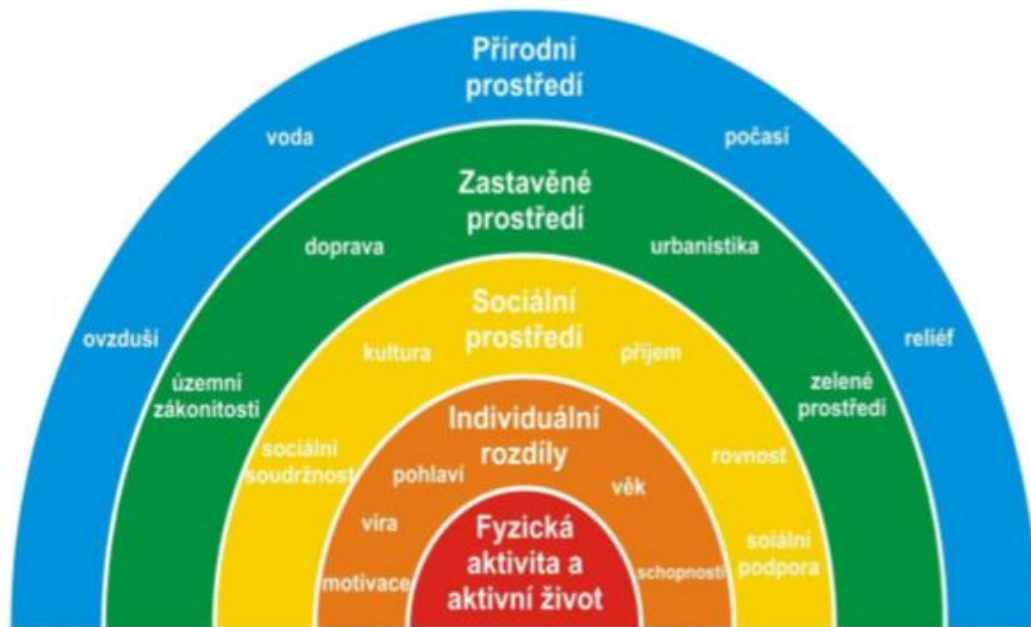 Přírodní
prostředí
voda
počasí
Zastavěné
prostředí
doprava
urbanistika
Sociální
prostředí
ovzduší
kultura
příjem
reliéf
územní
zákonitosti
zelené
prostředí
Individuální
rozdíly
sociální
soudržnost
pohlaví
věk
rovnost
víra
Fyzická
aktivita a
aktivní život
motivace
schopnosti
soiální
podpora